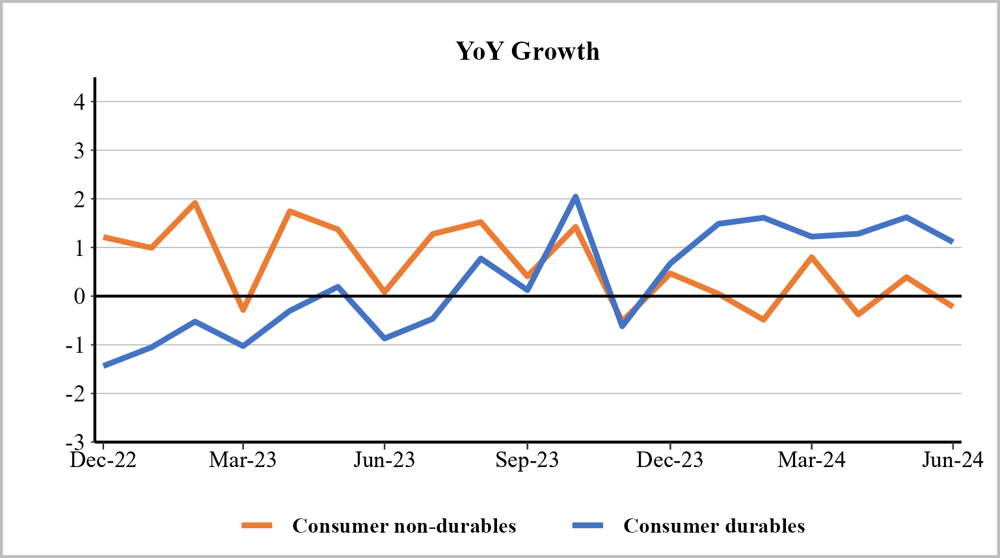 YoY Growth
4
3
2
1
0
-1
-2
-3
Dec-22 Mar-23 Jun-23 Sep-23 Dec-23 Mar-24 Jun-24
Consumer non-durables Consumer durables